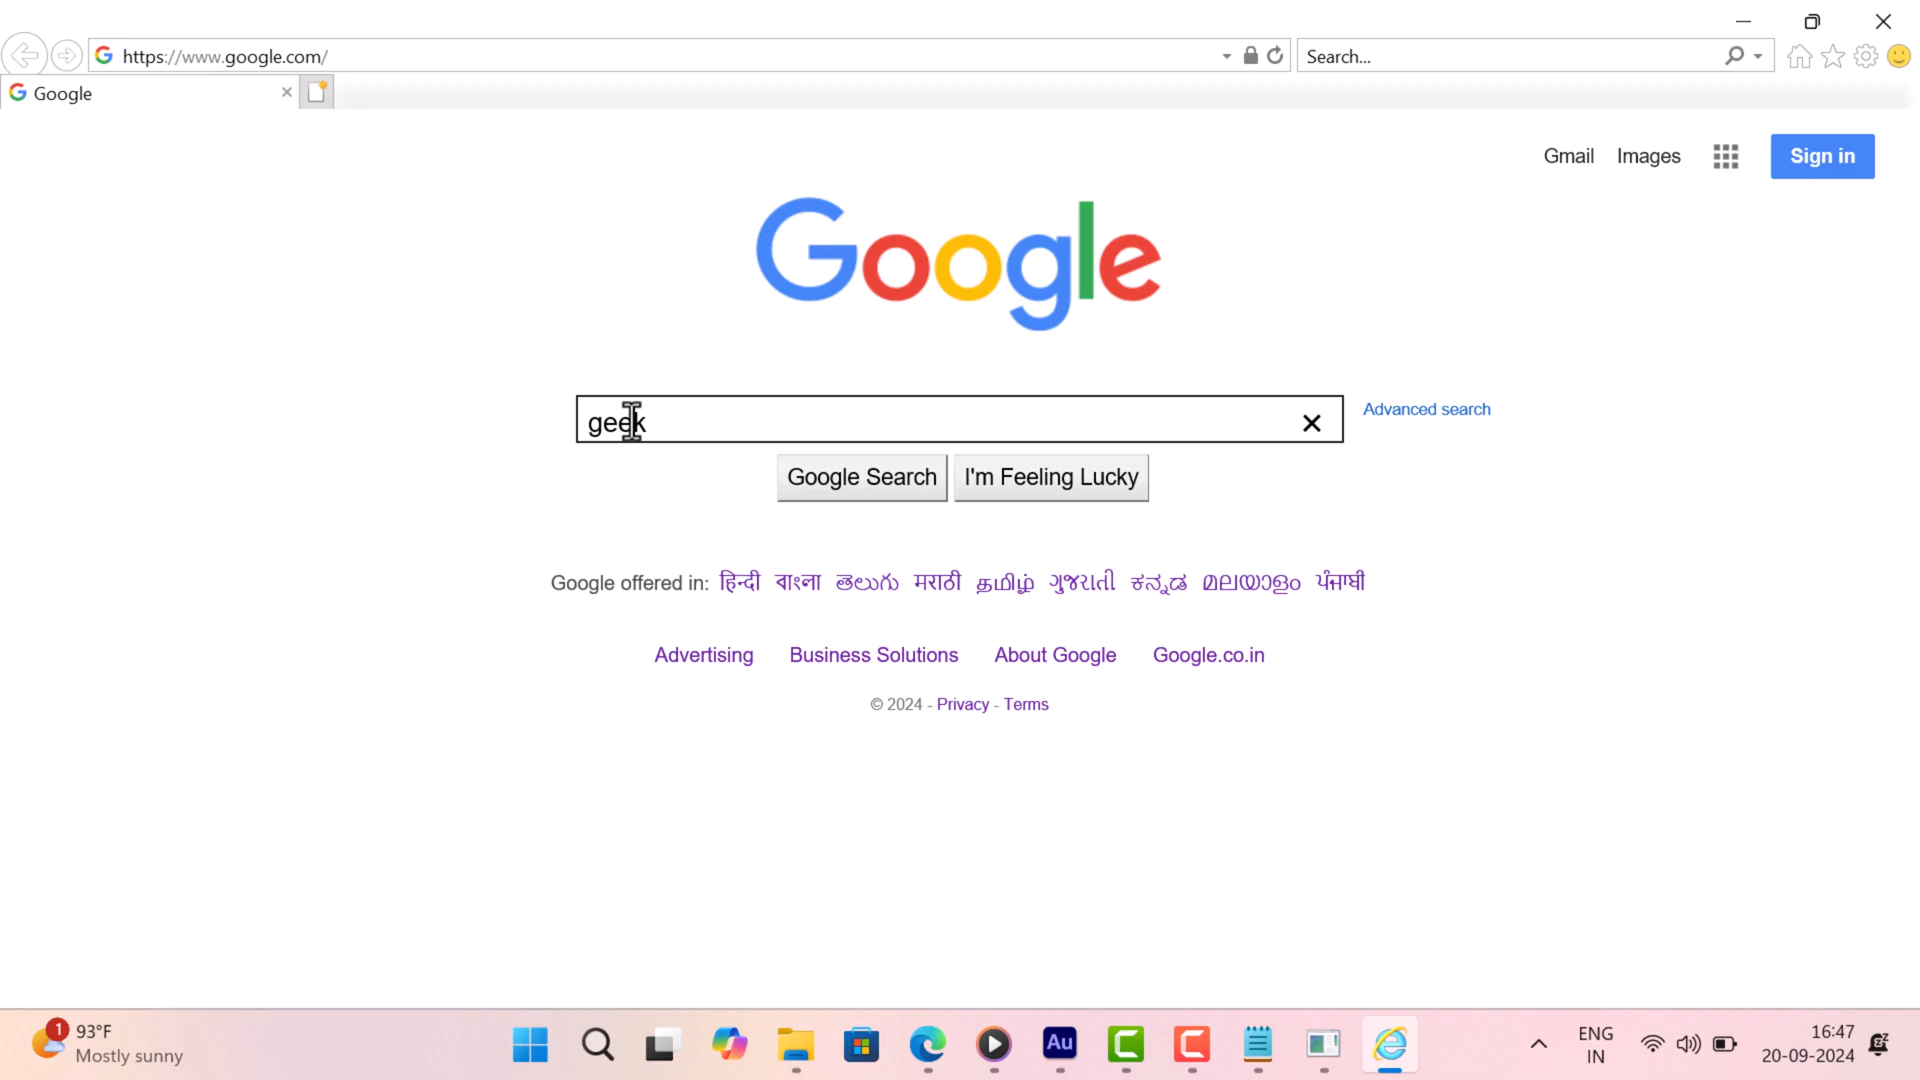 https://www.google.com/
Search...
Google
Gmail Images Sign in
Google
geek
Advanced search
Google Search I'm Feeling Lucky
Google offered in: हिन्दी বাংলা తెలుగు मराठी தமிழ் ગુજરાતી ಕನ್ನಡ മലയാളം ਪੰਜਾਬੀ
Advertising Business Solutions About Google Google.co.in
© 2024 - Privacy - Terms
1
93°F
Mostly sunny
Au
ENG
IN
16:47
20-09-2024